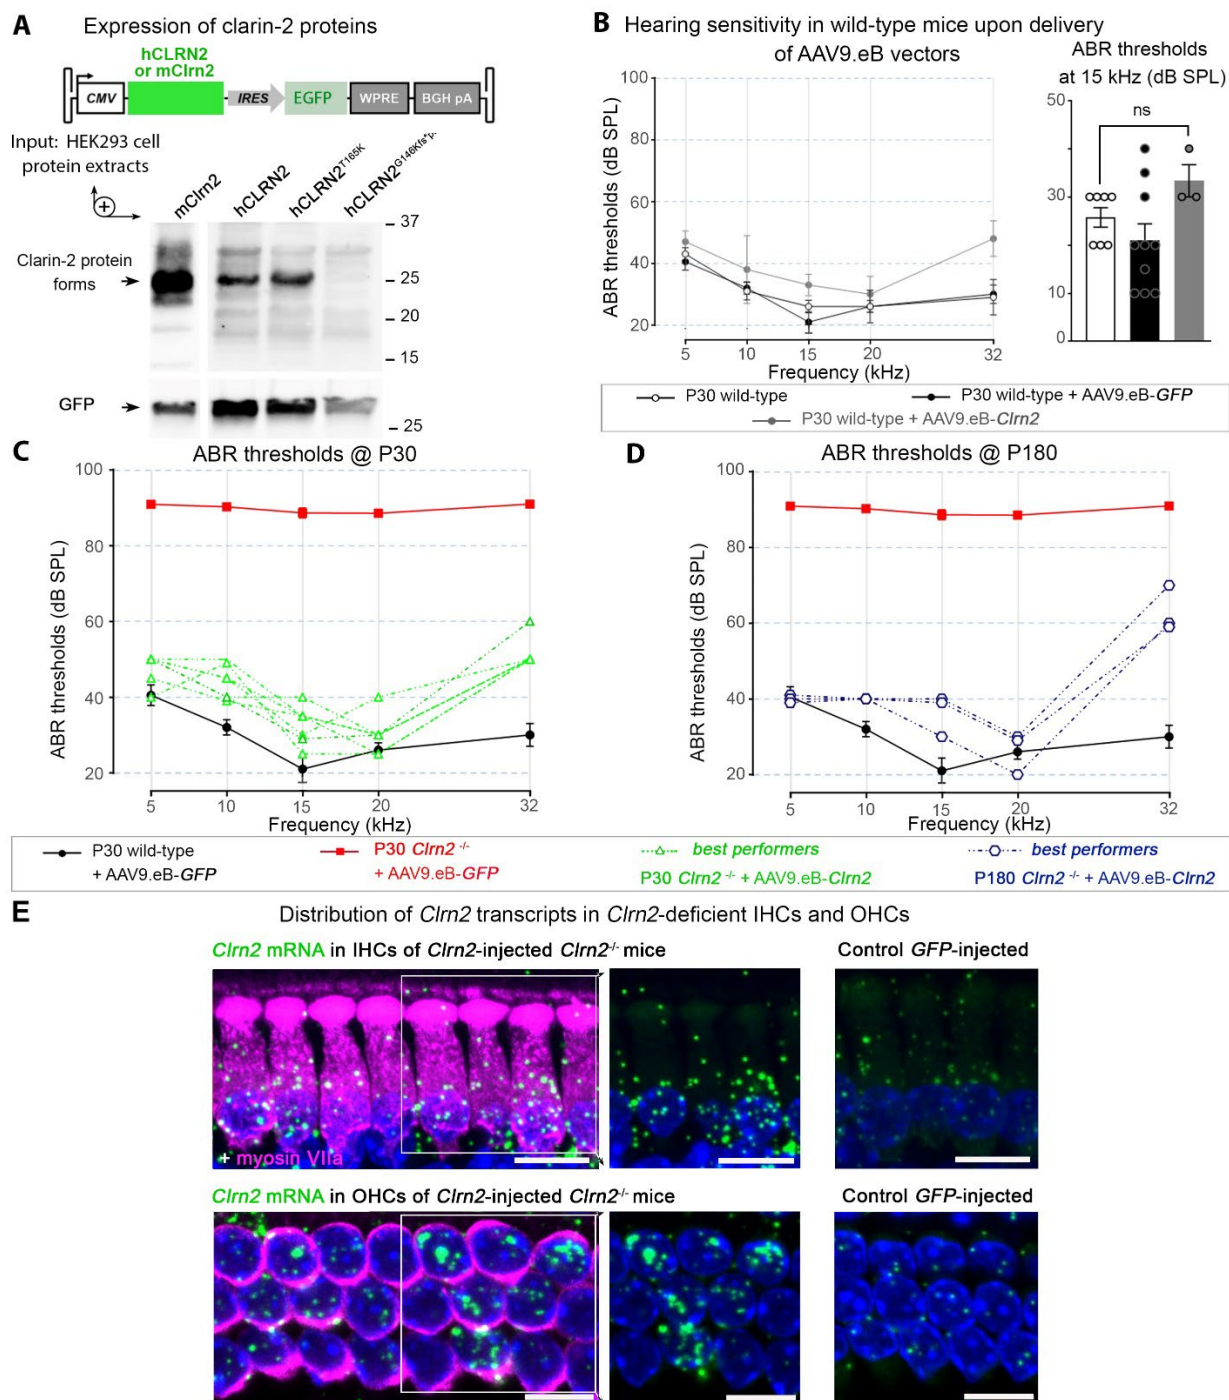 A Expression of clarin-2 proteins
hCLRN2
or mClrn2
CMV IRES EGFP WPRE BGH pA
Input: HEK293 cell
protein extracts
+
mClrn2 hCLRN2 hCLRN2T165K
37
Clarin-2 protein
forms
25
20
15
GFP
25
B Hearing sensitivity in wild-type mice upon delivery
of AAV9.eB vectors
ABR thresholds (dB SPL)
100
80
60
40
20
5 10 15 20 32
Frequency (kHz)
ABR thresholds
at 15 kHz (dB SPL)
50
30
10
0
ns
P30 wild-type P30 wild-type + AAV9.eB-GFP
P30 wild-type + AAV9.eB-Clrn2
C ABR thresholds @ P30
ABR thresholds (dB SPL)
100
80
60
40
20
5 10 15 20 32
Frequency (kHz)
D ABR thresholds @ P180
ABR thresholds (dB SPL)
100
80
60
40
20
5 10 15 20 32
Frequency (kHz)
P30 wild-type
+ AAV9.eB-GFP
P30 Clrn2 -/-
+ AAV9.eB-GFP
best performers
P30 Clrn2 -/- + AAV9.eB-Clrn2
best performers
P180 Clrn2 -/- + AAV9.eB-Clrn2
E Distribution of Clrn2 transcripts in Clrn2-deficient IHCs and OHCs
Clrn2 mRNA in IHCs of Clrn2-injected Clrn2-/- mice
Control GFP-injected
+ myosin VIIa
Clrn2 mRNA in OHCs of Clrn2-injected Clrn2-/- mice
Control GFP-injected